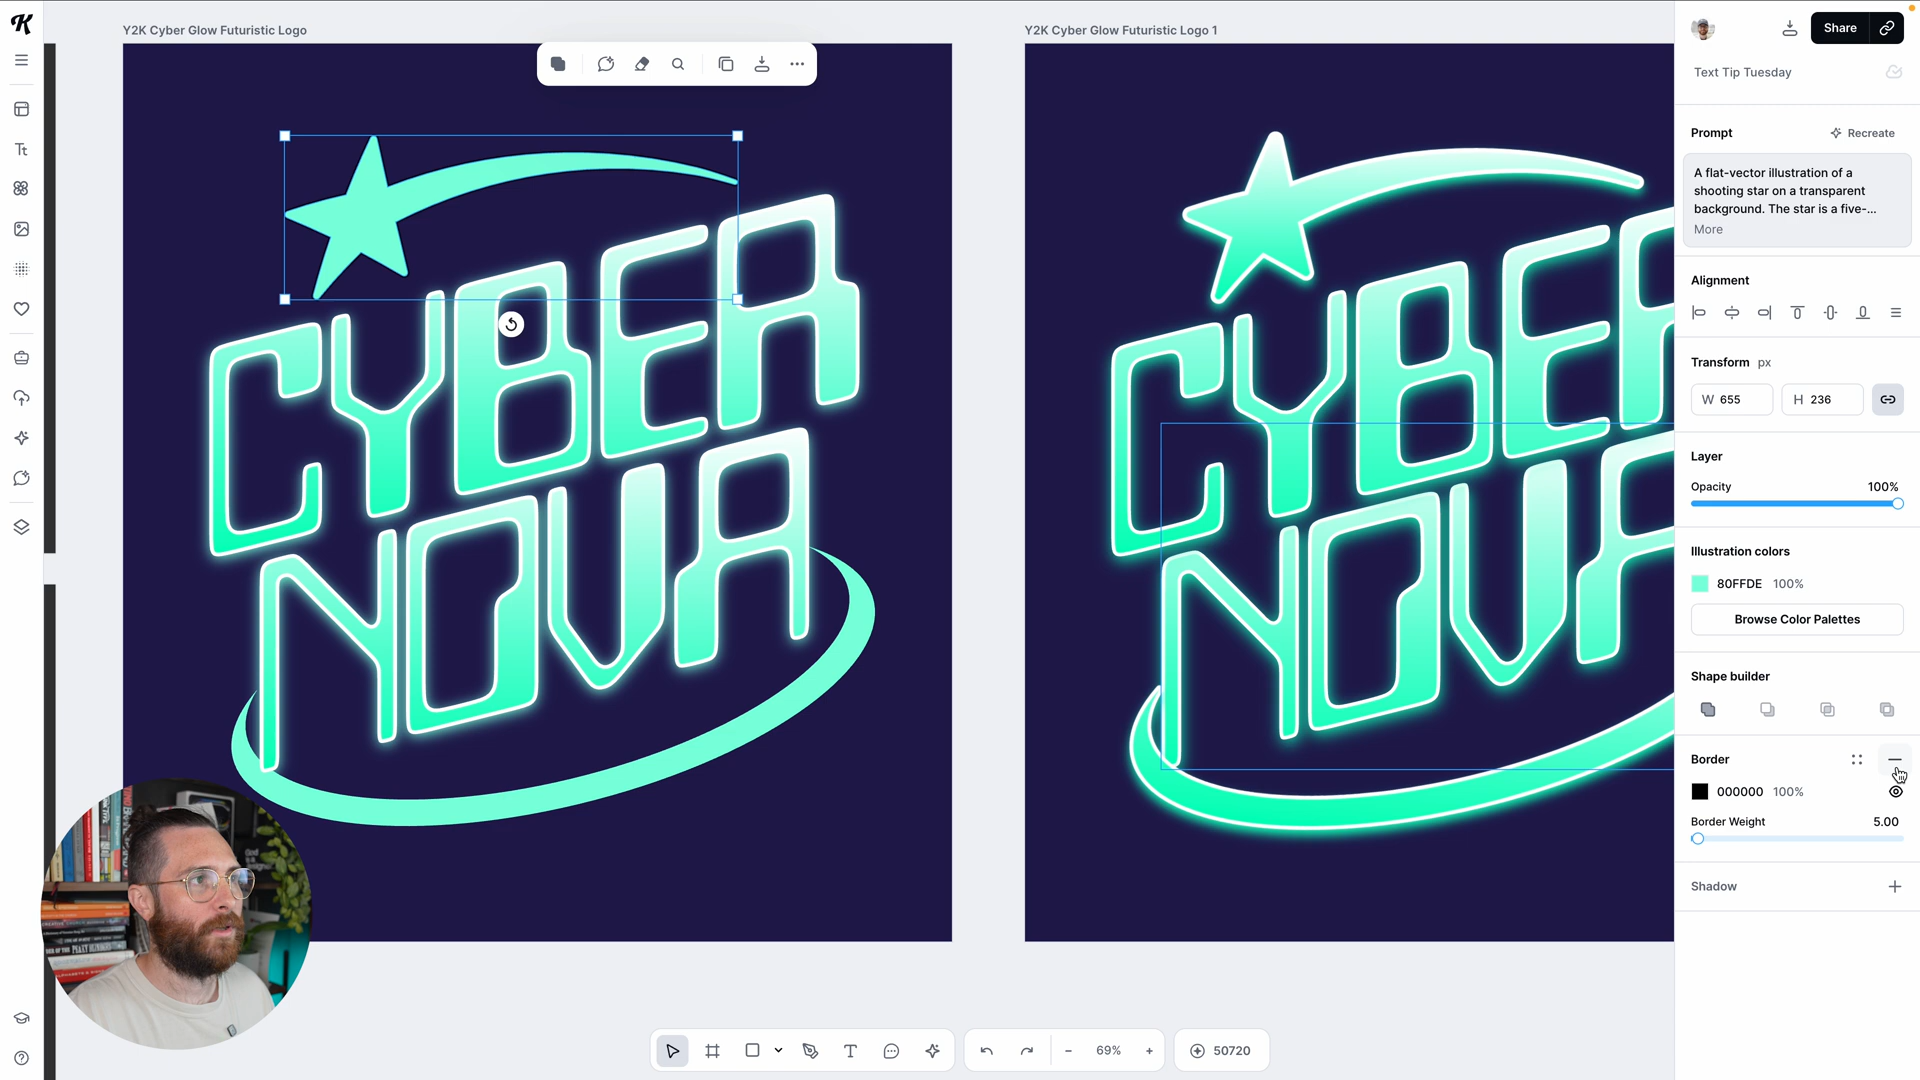 K
Y2K Cyber Glow Futuristic Logo
Y2K Cyber Glow Futuristic Logo 1
Share
Text Tip Tuesday
Tt
Prompt
Recreate
A flat-vector illustration of a
shooting star on a transparent
background. The star is a five-...
More
Alignment
Transform px
W 655
H 236
Layer
Opacity 100%
Illustration colors
80FFDE 100%
Browse Color Palettes
Shape builder
Border
000000 100%
Border Weight 5.00
Shadow
CYBER
NOVA
CYBER
NOVA
69%
50720